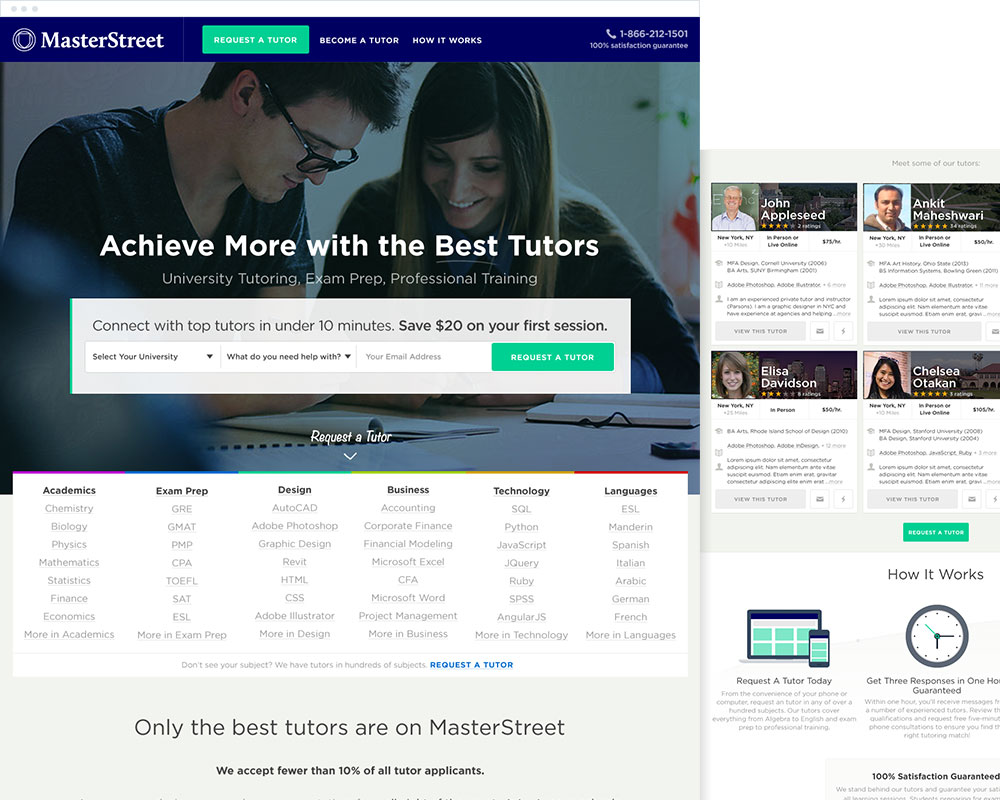 MasterStreet
REQUEST A TUTOR
BECOME A TUTOR
HOW IT WORKS
1-866-212-1501
100% satisfaction guarantee
Achieve More with the Best Tutors
University Tutoring, Exam Prep, Professional Training
Connect with top tutors in under 10 minutes. Save $20 on your first session.
Select Your University
What do you need help with?
Your Email Address
REQUEST A TUTOR
Request a Tutor
Academics
Chemistry
Biology
Physics
Mathematics
Statistics
Finance
Economics
More in Academics
Exam Prep
GRE
GMAT
PMP
CPA
TOEFL
SAT
ESL
More in Exam Prep
Design
AutoCAD
Adobe Photoshop
Graphic Design
Revit
HTML
CSS
Adobe Illustrator
More in Design
Business
Accounting
Corporate Finance
Financial Modeling
Microsoft Excel
CFA
Microsoft Word
Project Management
More in Business
Technology
SQL
Python
JavaScript
JQuery
Ruby
SPSS
AngularJS
More in Technology
Languages
ESL
Manderin
Spanish
Italian
Arabic
German
French
More in Languages
Don't see your subject? We have tutors in hundreds of subjects. REQUEST A TUTOR
Only the best tutors are on MasterStreet
We accept fewer than 10% of all tutor applicants.
Meet some of our tutors:
John
Appleseed
2 ratings
New York, NY
+10 Miles
In Person or
Live Online
$75/hr.
MFA Design, Cornell University (2006)
BA Arts, SUNY Birmingham (2001)
Adobe Photoshop, Adobe Illustrator, + 6 more
I am an experienced private tutor and instructor
(Parsons). I am a graphic designer in NYC and
have experience at agencies and helping ...more
VIEW THIS TUTOR
Ankit
Maheshwari
34 ratings
New York, NY
+50 Miles
In Person or
Live Online
$50/hr.
MFA Art History, Ohio State (2013)
BS Information Systems, Bowling Green (2011)
Adobe Photoshop, Adobe Illustrator, + 11 more
Lorem ipsum dolor sit amet, consectetur
adipiscing elit. Nam elementum ante vitae
suscipit euismod. Etiam enim erat, gravi...more
VIEW THIS TUTOR
Elisa
Davidson
8 ratings
New York, NY
+25 Miles
In Person
$50/hr.
BA Arts, Rhode Island School of Design (2010)
Adobe Photoshop, Adobe InDesign, + 12 more
Lorem ipsum dolor sit amet, consectetur
adipiscing elit. Nam elementum ante vitae
suscipit euismod. Etiam enim erat, gravitar
consectetur adipiscing elite enim erat ...more
VIEW THIS TUTOR
Chelsea
Otakan
3 ratings
New York, NY
+10 Miles
In Person or
Live Online
$105/hr.
MFA Design, Stanford University (2008)
BA Design, Stanford University (2004)
Adobe Photoshop, JavaScript, Ruby + 3 more
Lorem ipsum dolor sit amet, consectetur
adipiscing elit. Nam elementum ante vitae
suscipit euismod. Etiam enim erat, gravi...more
VIEW THIS TUTOR
REQUEST A TUTOR
How It Works
Request A Tutor Today
From the convenience of your phone or
computer, request an tutor in any of over a
hundred subjects. Our tutors cover
everything from Allgebra to English and exam
prep to professional training.
Get Three Responses in One Hou
Guaranteed
Within one hour, you'll receive messages fr
a number of experienced tutors. Review th
qualifications and request free five-minut
phone consultations to ensure you find th
right tutoring match!
100% Satisfaction Guaranteed
We stand behind our tutors and guarantee your sat